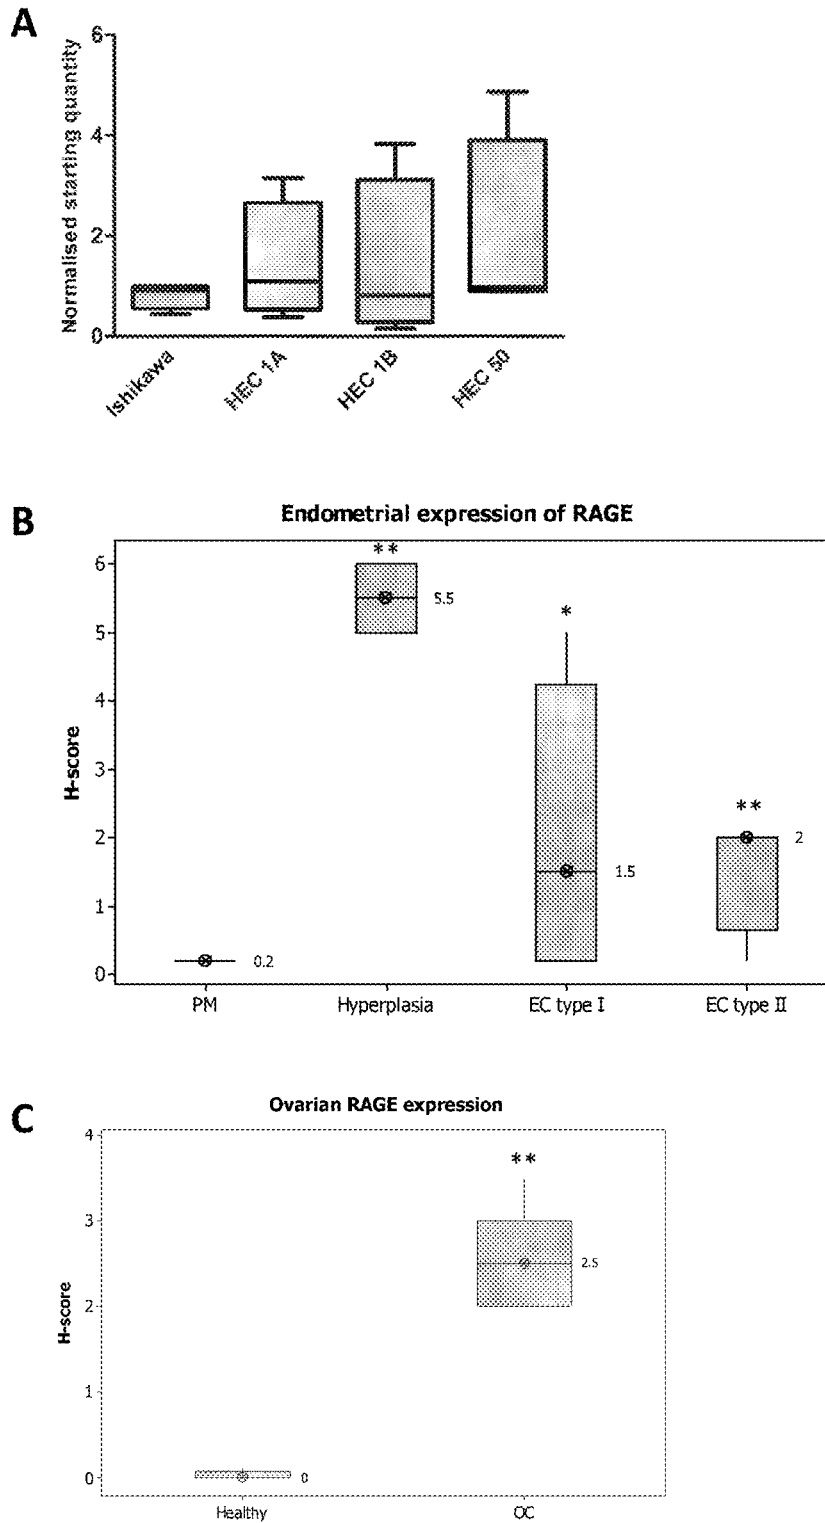 A
Normalised starting quantity
6
4
2
0
Ishikawa
HEC 1A
HEC 1B
HEC 50
B
Endometrial expression of RAGE
H-score
6
5
4
3
2
1
0
**
5.5
*
1.5
**
2
0.2
PM Hyperplasia EC type I EC type II
C
Ovarian RAGE expression
H-score
4
3
2
1
0
**
2.5
0
Healthy OC